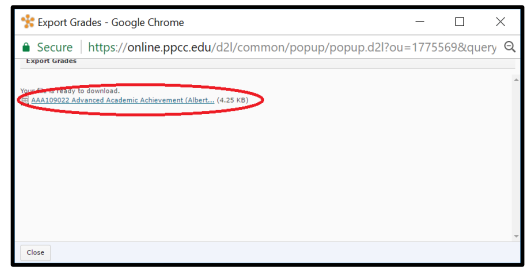 Export Grades - Google Chrome
Secure | https://online.ppcc.edu/d2l/common/popup/popup.d2l?ou=1775569&query
Export Grades
Your file is ready to download.
AAA109022 Advanced Academic Achievement (Albert... (4.25 KB)
Close